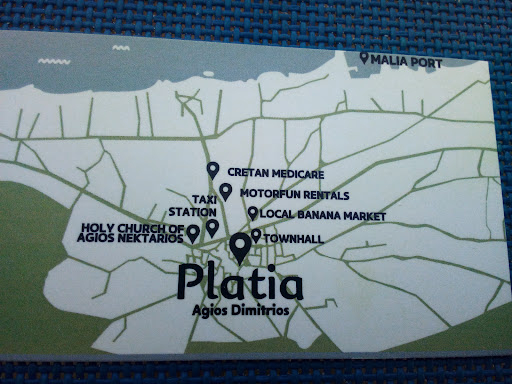 MALIA PORT
CRETAN MEDICARE
MOTORFUN RENTALS
TAXI
STATION
LOCAL BANANA MARKET
HOLY CHURCH OF
AGIOS NEKTARIOS
TOWNHALL
Platia
Agios Dimitrios